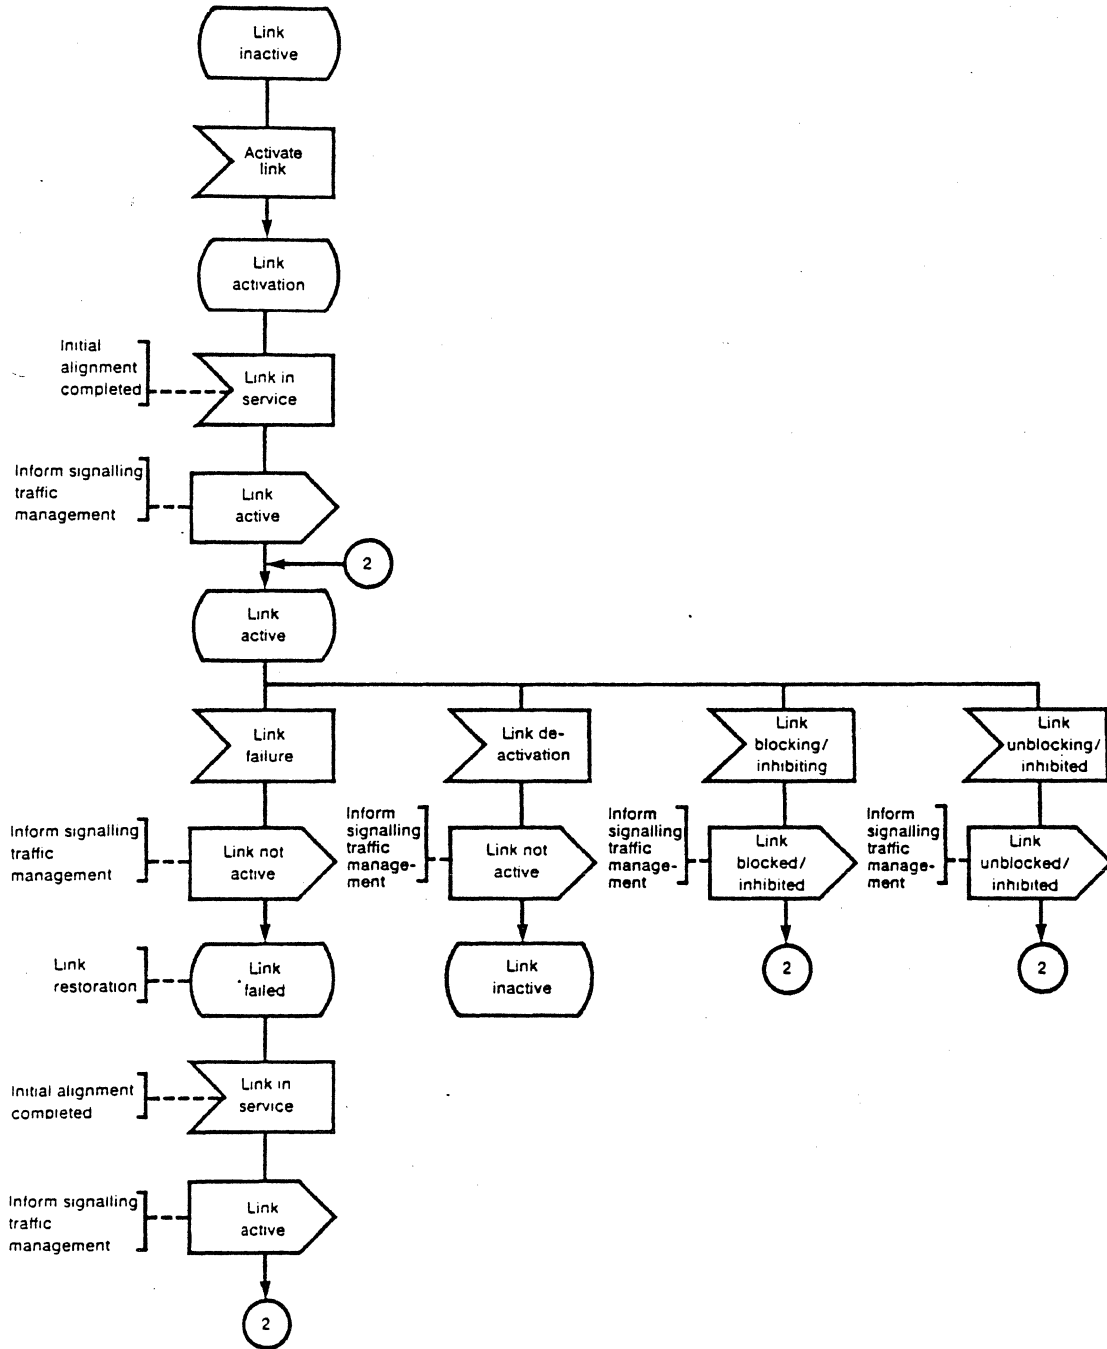 Link
inactive
Activate
link
Link
activation
Initial
alignment
completed
Link in
service
Inform signalling
traffic
management
Link
active
2
Link
active
Link
failure
Link de-
activation
Link
blocking/
inhibiting
Link
unblocking/
inhibited
Inform signalling
traffic
management
Link not
active
Inform
signalling
traffic
manage-
ment
Link not
active
Inform
signalling
traffic
manage-
ment
Link
blocked/
inhibited
Inform
signalling
traffic
manage-
ment
Link
unblocked/
inhibited
Link
restoration
Link
failed
Link
inactive
2
2
Initial alignment
completed
Link in
service
Inform signalling
traffic
management
Link
active
2